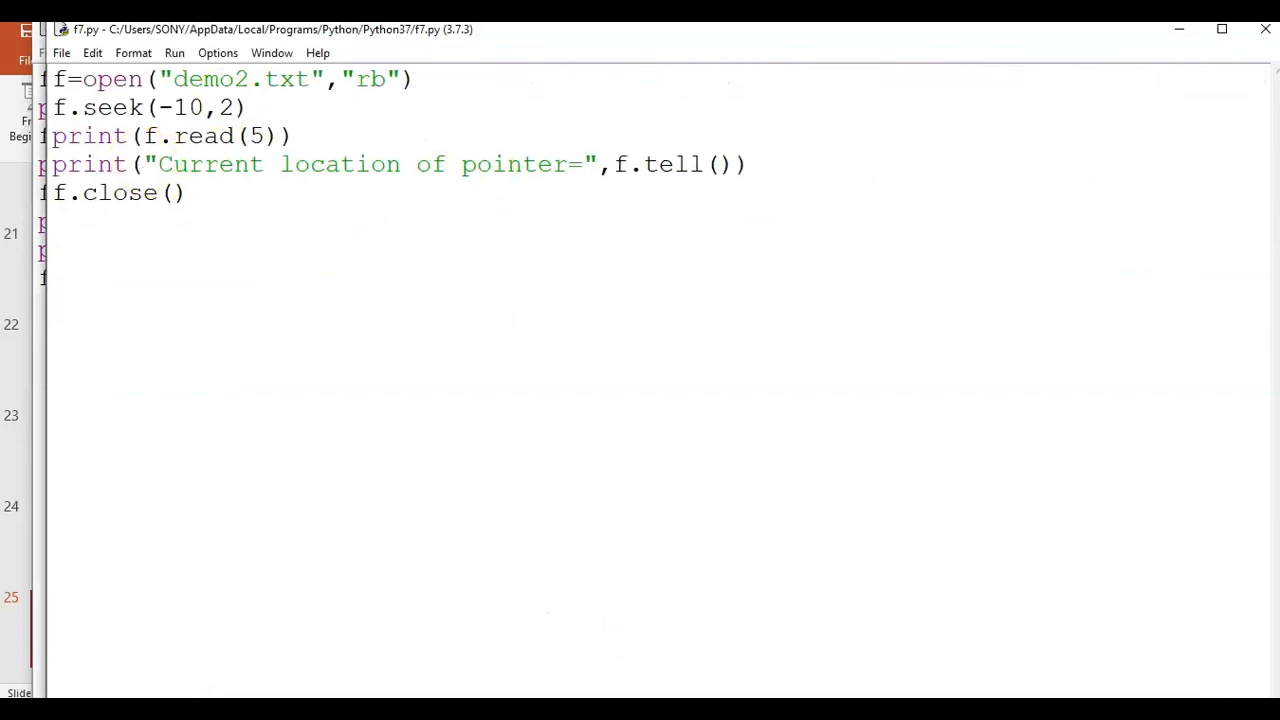 f7.py - C:/Users/SONY/AppData/Local/Programs/Python/Python37/f7.py (3.7.3)
File Edit Format Run Options Window Help
f=open("demo2.txt","rb")
f.seek(-10,2)
print(f.read(5))
print("Current location of pointer=",f.tell())
f.close()
21
22
23
24
25
Slide